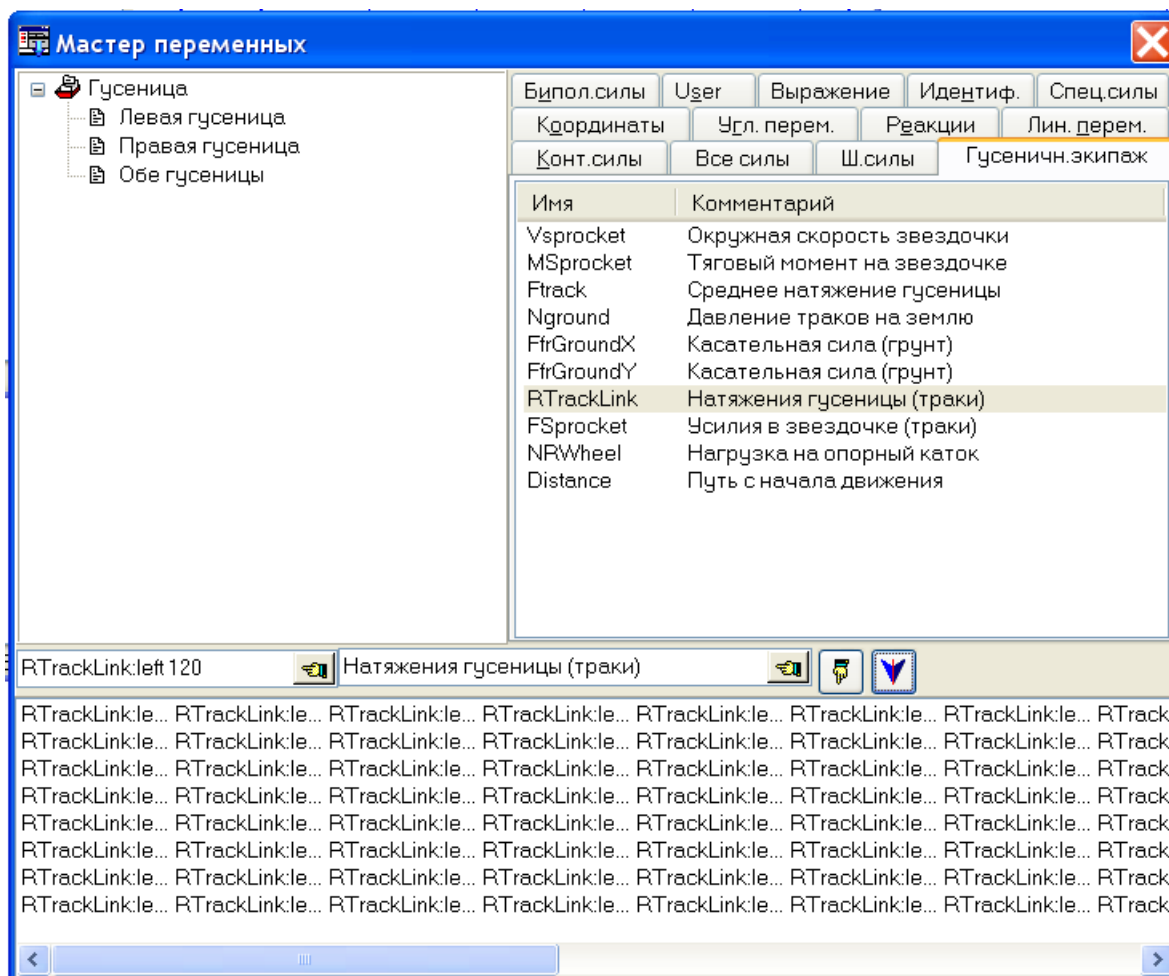 Мастер переменных
Гусеница
Левая гусеница
Правая гусеница
Обе гусеницы
Бипол.силы User Выражение Идентиф. Спец.силы
Координаты Угл. перем. Реакции Лин. перем.
Конт.силы Все силы Ш.силы Гусеничн.экипаж
Имя Комментарий
Vsprocket Окружная скорость звездочки
MSprocket Тяговый момент на звездочке
Ftrack Среднее натяжение гусеницы
Nground Давление траков на землю
FfrGroundX Касательная сила (грунт)
FfrGroundY Касательная сила (грунт)
RTrackLink Натяжения гусеницы (траки)
FSprocket Усилия в звездочке (траки)
NRWheel Нагрузка на опорный каток
Distance Путь с начала движения
RTrackLink:left 120 Натяжения гусеницы (траки)
RTrackLink:le... RTrackLink:le... RTrackLink:le... RTrackLink:le... RTrackLink:le... RTrackLink:le... RTrackLink:le... RTrack
RTrackLink:le... RTrackLink:le... RTrackLink:le... RTrackLink:le... RTrackLink:le... RTrackLink:le... RTrackLink:le... RTrack
RTrackLink:le... RTrackLink:le... RTrackLink:le... RTrackLink:le... RTrackLink:le... RTrackLink:le... RTrackLink:le... RTrack
RTrackLink:le... RTrackLink:le... RTrackLink:le... RTrackLink:le... RTrackLink:le... RTrackLink:le... RTrackLink:le... RTrack
RTrackLink:le... RTrackLink:le... RTrackLink:le... RTrackLink:le... RTrackLink:le... RTrackLink:le... RTrackLink:le... RTrack
RTrackLink:le... RTrackLink:le... RTrackLink:le... RTrackLink:le... RTrackLink:le... RTrackLink:le... RTrackLink:le... RTrack
RTrackLink:le... RTrackLink:le... RTrackLink:le... RTrackLink:le... RTrackLink:le... RTrackLink:le... RTrackLink:le... RTrack
RTrackLink:le... RTrackLink:le... RTrackLink:le... RTrackLink:le... RTrackLink:le... RTrackLink:le... RTrackLink:le... RTrack